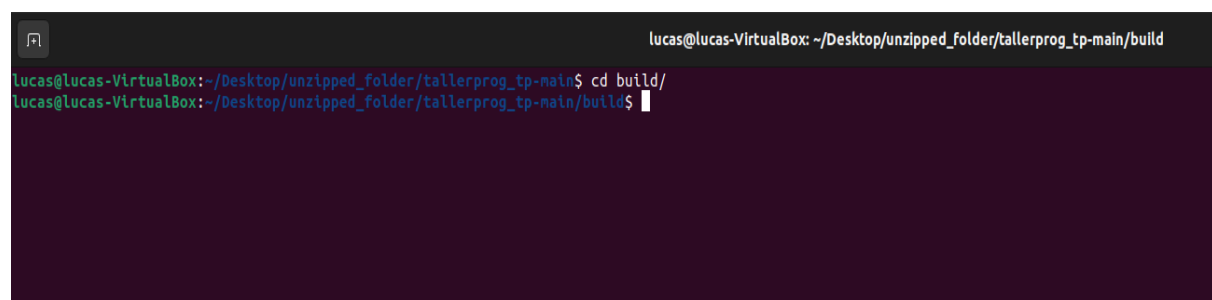 lucas@lucas-VirtualBox: ~/Desktop/unzipped_folder/tallerprog_tp-main/build
lucas@lucas-VirtualBox:~/Desktop/unzipped_folder/tallerprog_tp-main$ cd build/
lucas@lucas-VirtualBox:~/Desktop/unzipped_folder/tallerprog_tp-main/build$